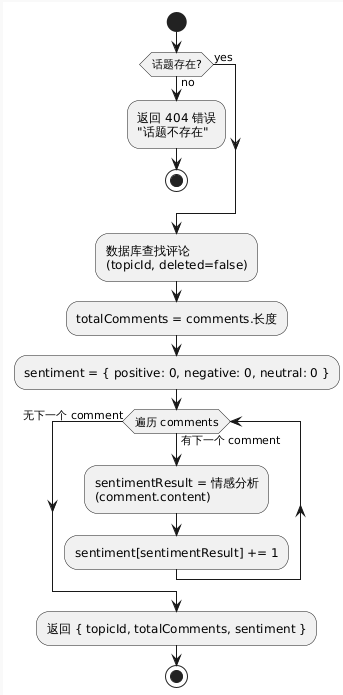 话题存在?
yes
no
返回 404 错误
"话题不存在"
数据库查找评论
(topicId, deleted=false)
totalComments = comments.长度
sentiment = { positive: 0, negative: 0, neutral: 0 }
无下一个 comment
遍历 comments
有下一个 comment
sentimentResult = 情感分析
(comment.content)
sentiment[sentimentResult] += 1
返回 { topicId, totalComments, sentiment }